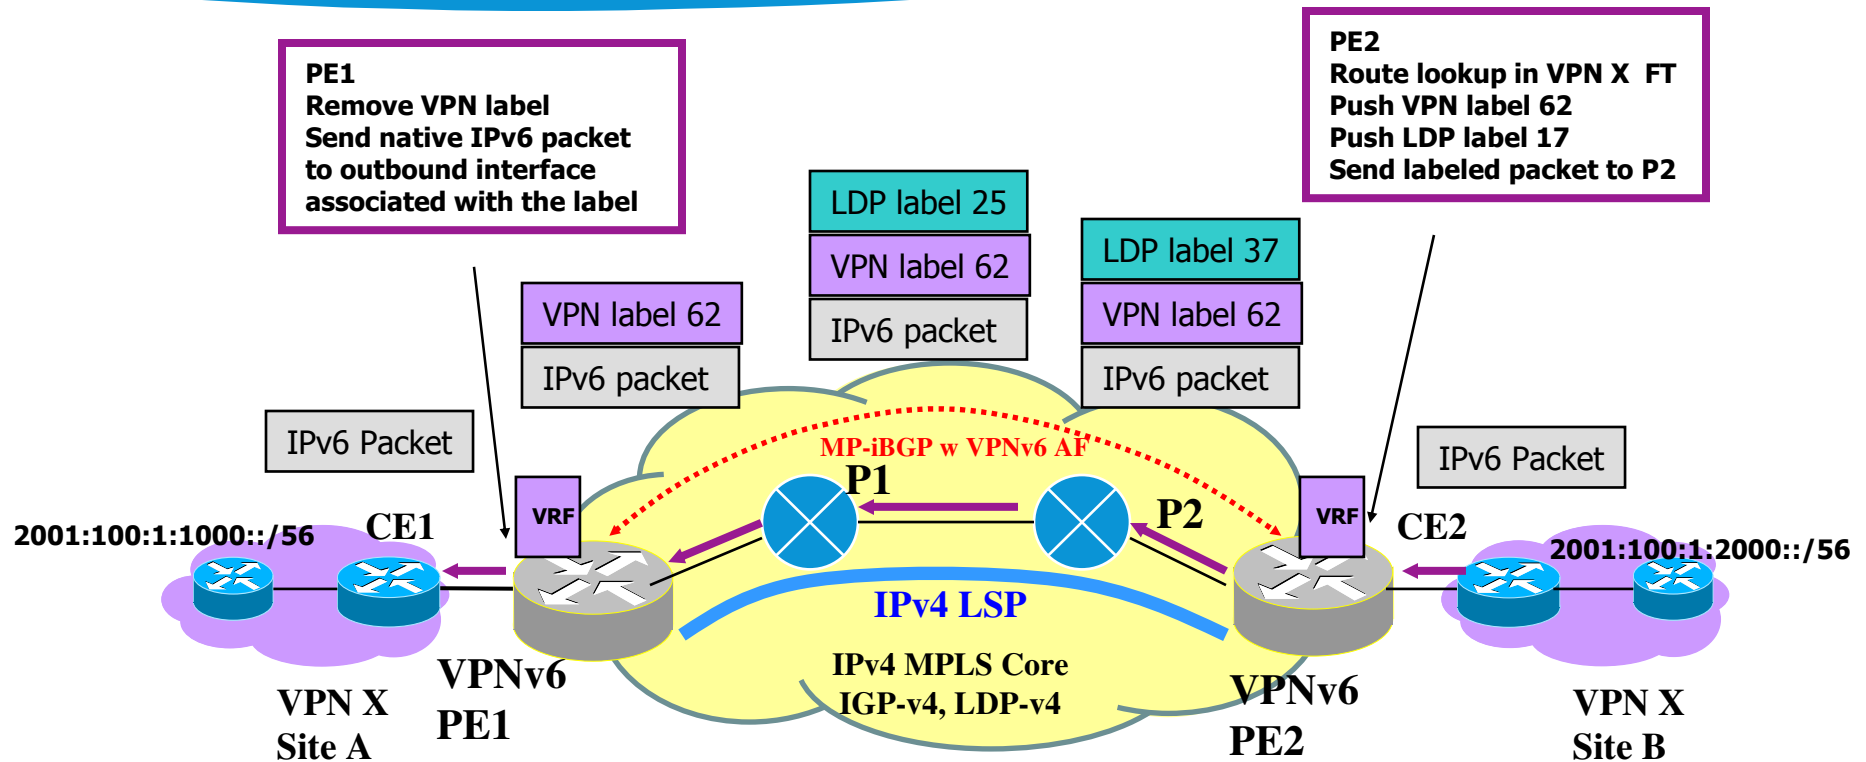 PE1
Remove VPN label
Send native IPv6 packet
to outbound interface
associated with the label
PE2
Route lookup in VPN X FT
Push VPN label 62
Push LDP label 17
Send labeled packet to P2
LDP label 25
VPN label 62
IPv6 packet
LDP label 37
VPN label 62
IPv6 packet
VPN label 62
IPv6 packet
IPv6 Packet
IPv6 Packet
MP-iBGP w VPNv6 AF
P1
P2
VRF
VRF
CE1
CE2
2001:100:1:1000::/56
2001:100:1:2000::/56
IPv4 LSP
IPv4 MPLS Core
IGP-v4, LDP-v4
VPNv6
PE1
VPNv6
PE2
VPN X
Site A
VPN X
Site B